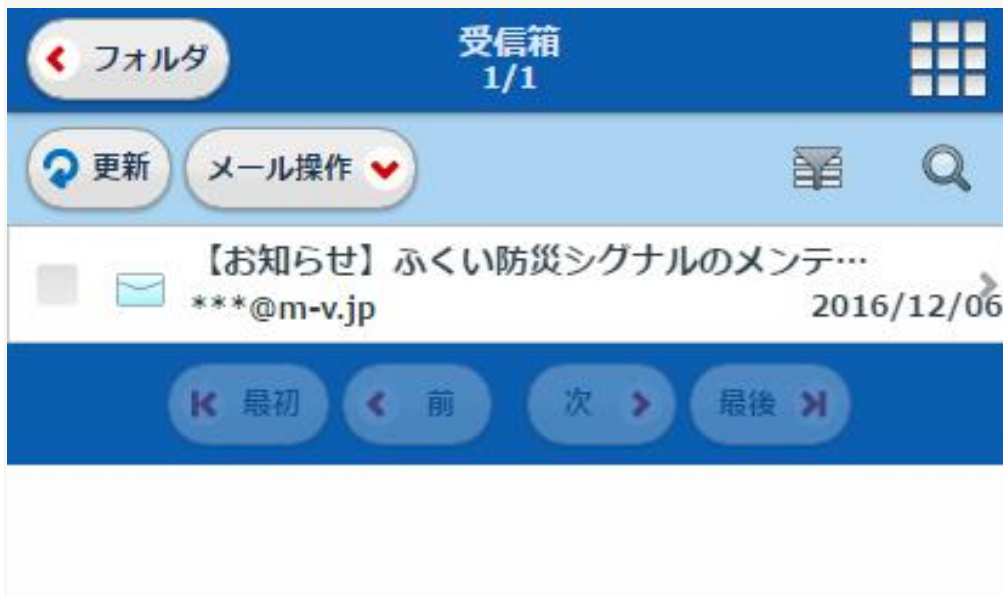 フォルダ
受信箱
1/1
更新
メール操作
【お知らせ】ふくい防災シグナルのメンテ…
***@m-v.jp
2016/12/06
最初
前
次
最後